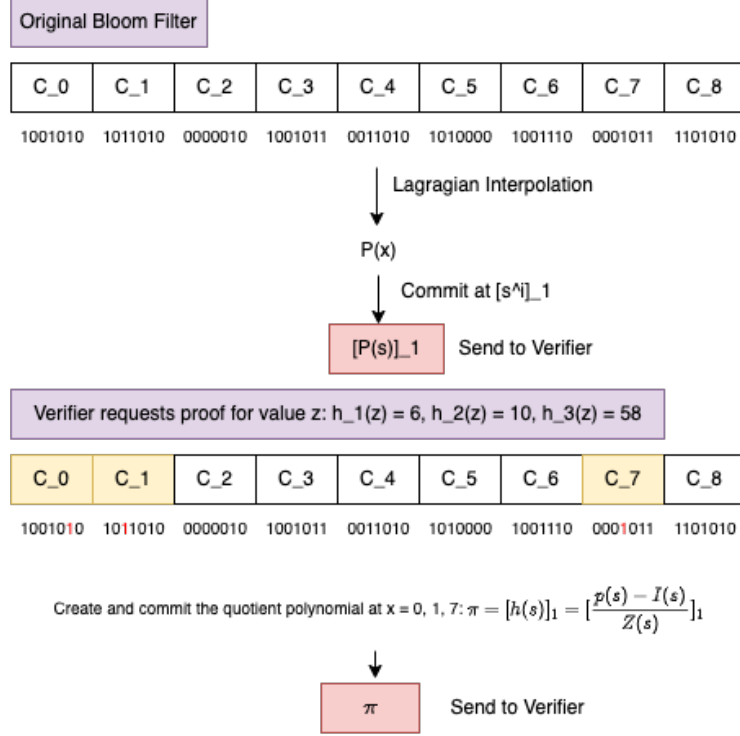 Original Bloom Filter
C_0 C_1 C_2 C_3 C_4 C_5 C_6 C_7 C_8
1001010 1011010 0000010 1001011 0011010 1010000 1001110 0001011 1101010
Lagragian Interpolation
P(x)
Commit at [s^i]_1
[P(s)]_1 Send to Verifier
Verifier requests proof for value z: h_1(z) = 6, h_2(z) = 10, h_3(z) = 58
C_0 C_1 C_2 C_3 C_4 C_5 C_6 C_7 C_8
1001010 1011010 0000010 1001011 0011010 1010000 1001110 0001011 1101010
Create and commit the quotient polynomial at x = 0, 1, 7: π = [h(s)]₁ = [(p(s) − I(s))/Z(s)]₁
π Send to Verifier